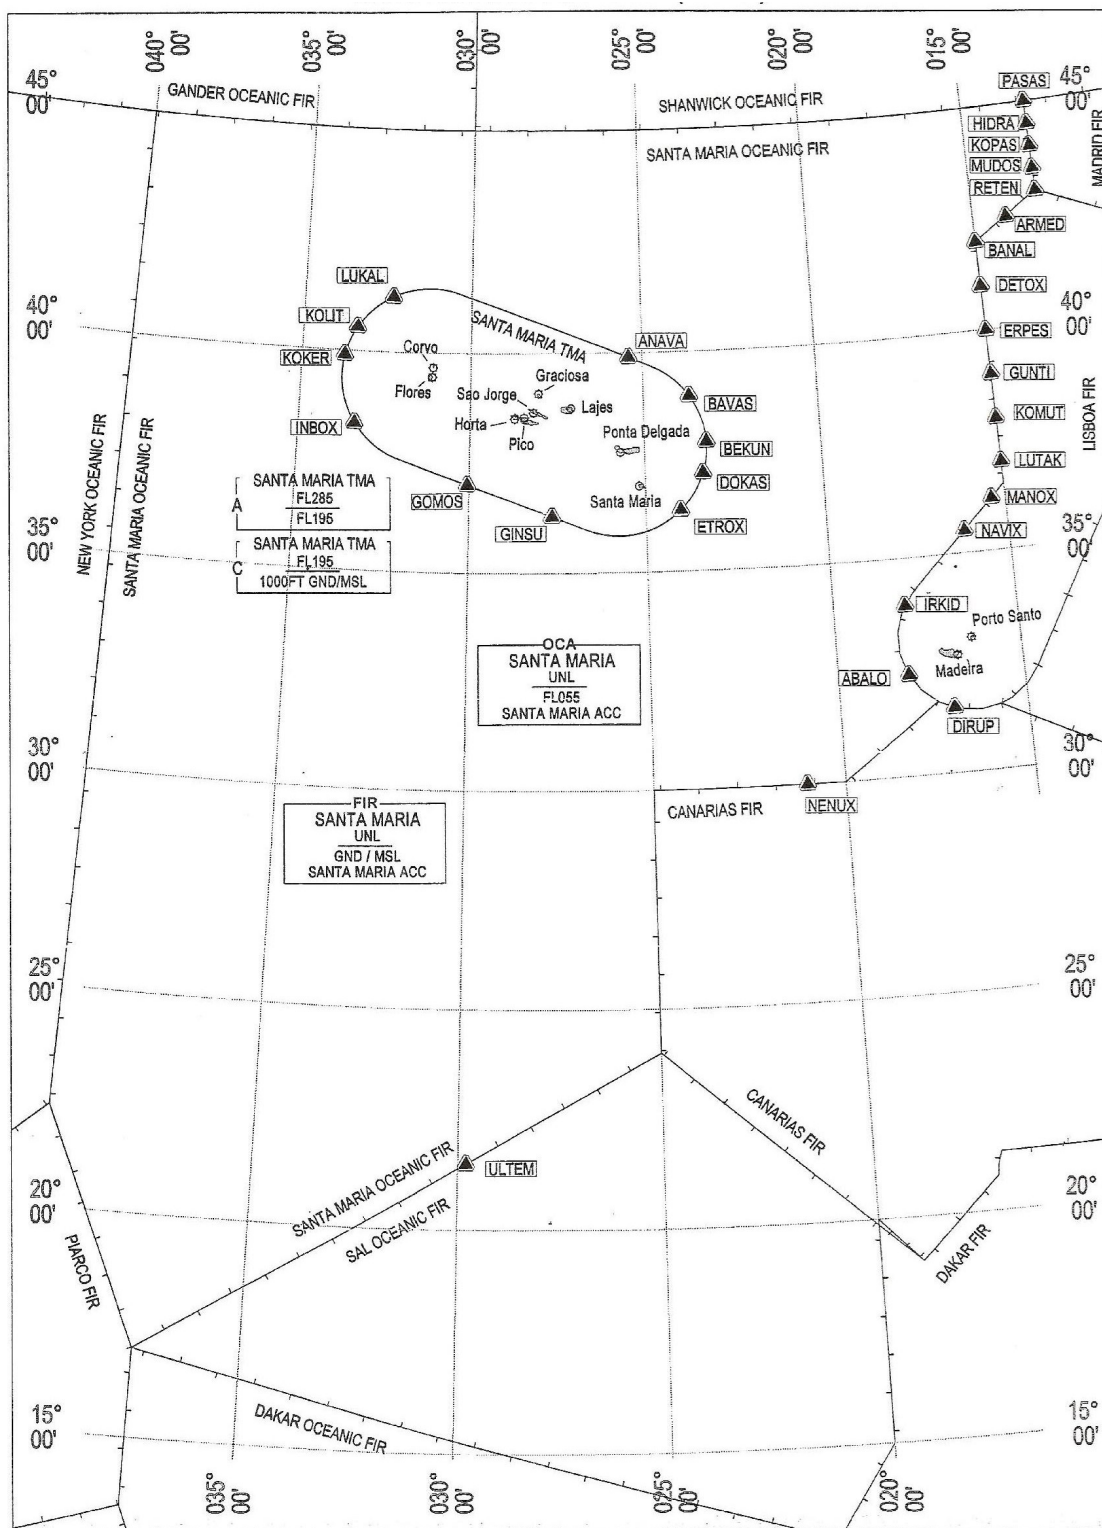 040°
00'
035°
00'
030°
00'
025°
00'
020°
00'
015°
00'
45°
00'
GANDER OCEANIC FIR
SHANWICK OCEANIC FIR
SANTA MARIA OCEANIC FIR
PASAS
45°
00'
HIDRA
KOPAS
MUDOS
RETEN
MADRID FIR
ARMED
BANAL
DETOX
LUKAL
KOLIT
KOKER
INBOX
SANTA MARIA TMA
ANAVA
40°
00'
40°
00'
ERPES
GUNTI
KOMUT
LUTAK
MANOX
NAVIX
LISBOA FIR
Corvo
Flores
Graciosa
Sao Jorge
Lajes
Horta
Pico
Ponta Delgada
Santa Maria
BAVAS
BEKUN
DOKAS
ETROX
GOMOS
GINSU
NEW YORK OCEANIC FIR
SANTA MARIA OCEANIC FIR
A
SANTA MARIA TMA
FL285
FL195
C
SANTA MARIA TMA
FL195
1000FT GND/MSL
35°
00'
35°
00'
IRKID
Porto Santo
Madeira
ABALO
DIRUP
OCA
SANTA MARIA
UNL
FL055
SANTA MARIA ACC
30°
00'
30°
00'
CANARIAS FIR
NENUX
FIR
SANTA MARIA
UNL
GND / MSL
SANTA MARIA ACC
25°
00'
25°
00'
CANARIAS FIR
SANTA MARIA OCEANIC FIR
SAL OCEANIC FIR
ULTEM
20°
00'
20°
00'
PIARCO FIR
DAKAR FIR
DAKAR OCEANIC FIR
15°
00'
15°
00'
035°
00'
030°
00'
025°
00'
020°
00'